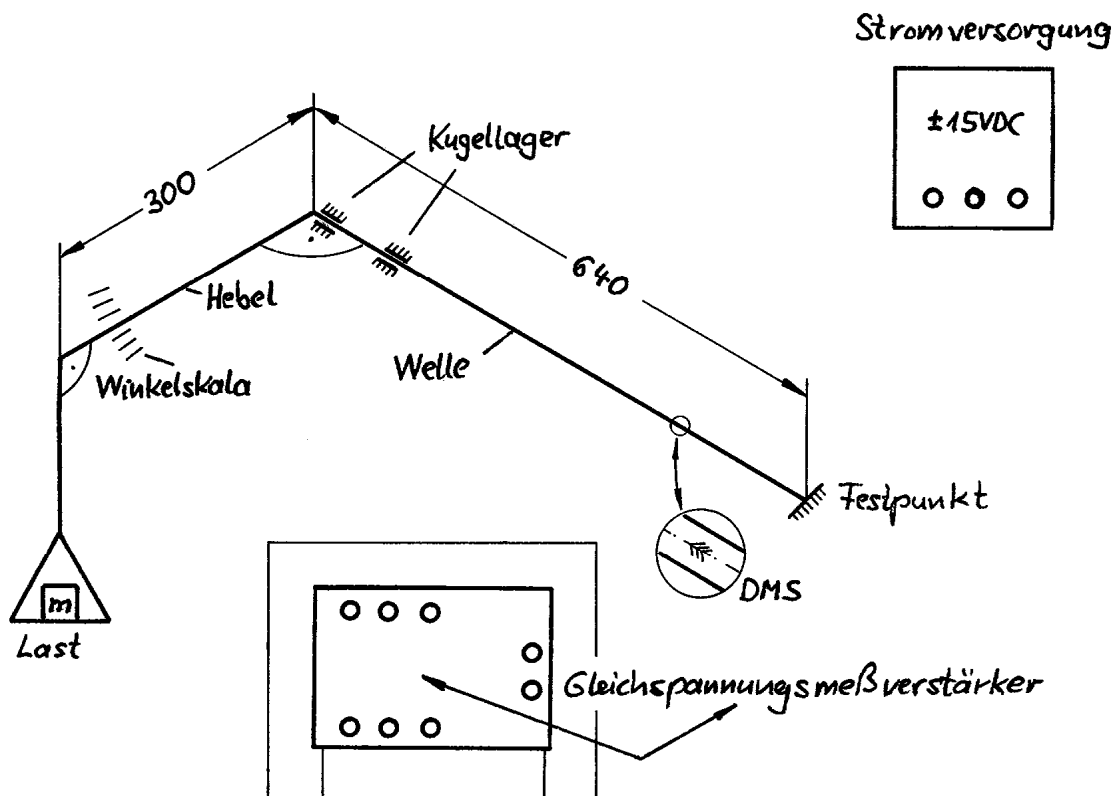 Stromversorgung
±15VDC
Kugellager
300
640
Hebel
Welle
Winkelskala
Festpunkt
DMS
m
Last
Gleichspannungsmeßverstärker